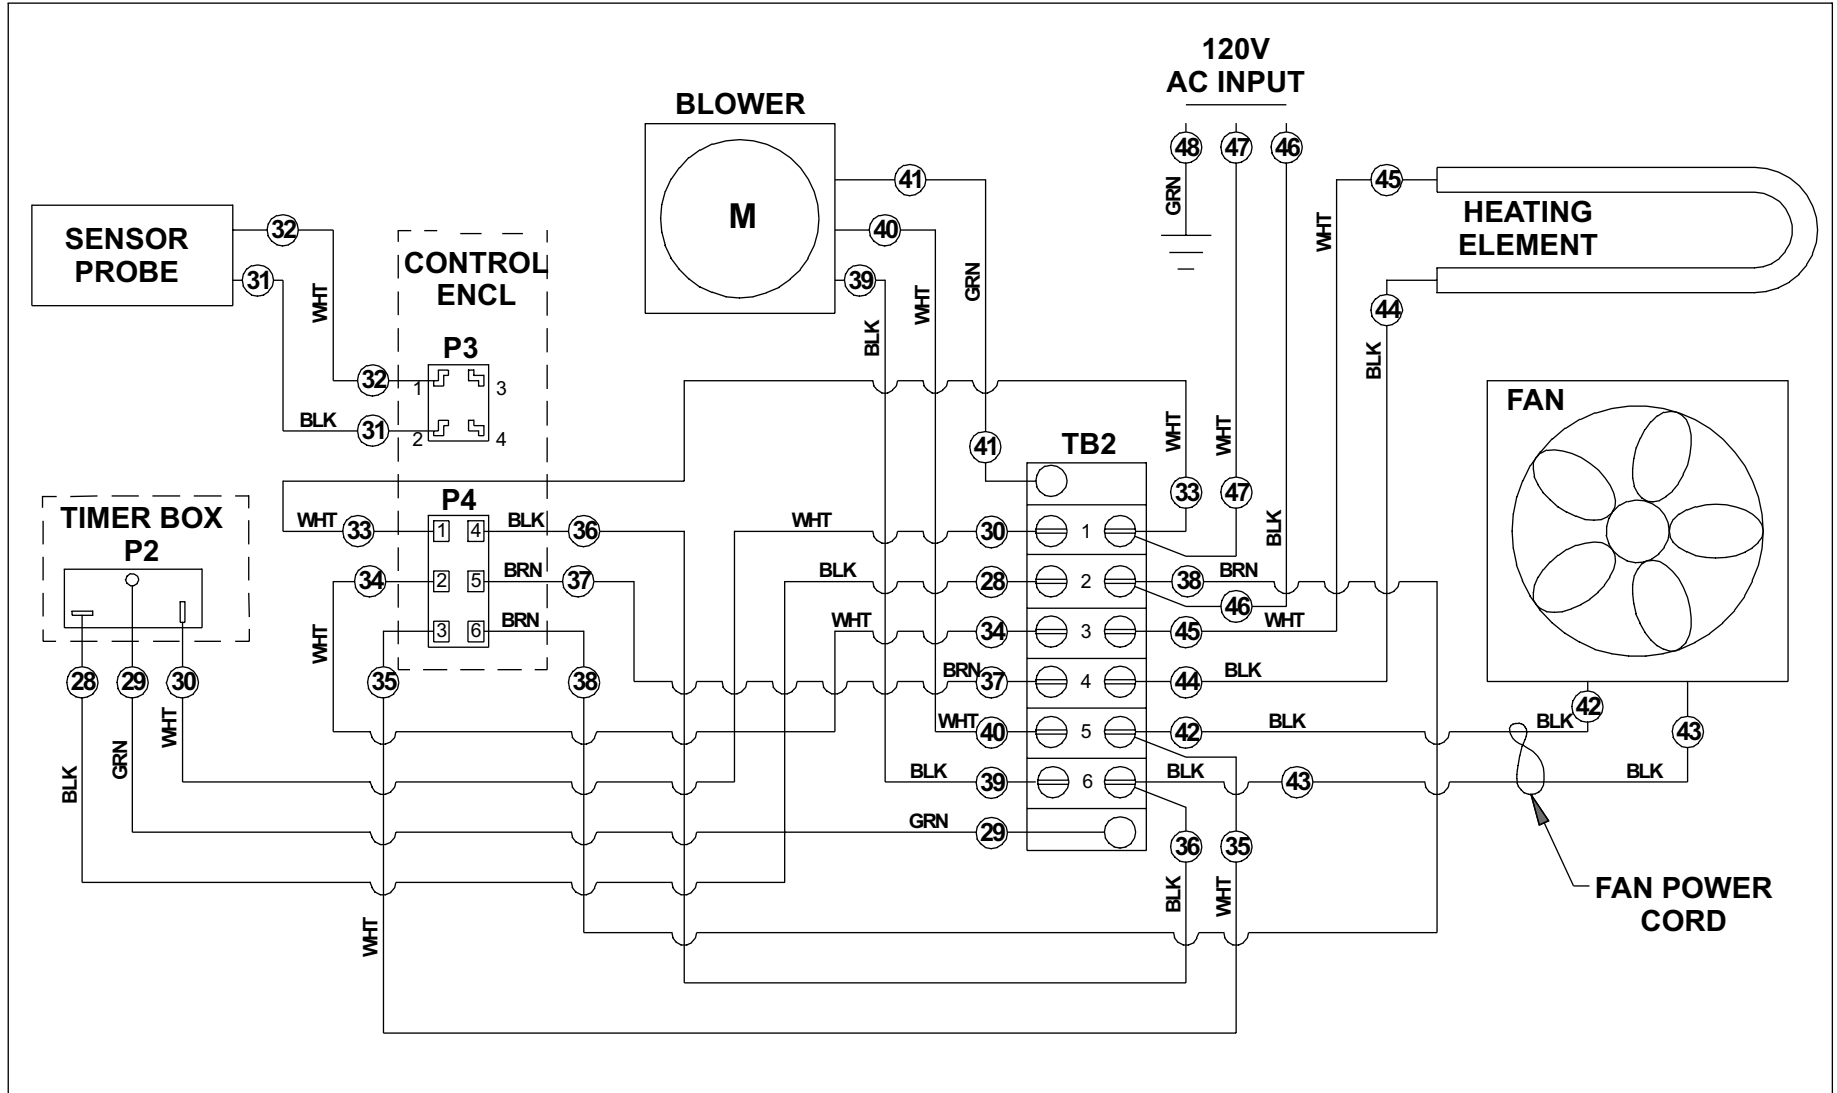 120V
AC INPUT
BLOWER
48
47
46
41
45
GRN
M
HEATING
ELEMENT
SENSOR
PROBE
32
40
WHT
CONTROL
ENCL
31
39
GRN
WHT
WHT
44
BLK
BLK
P3
32
1
3
FAN
BLK
31
2
4
41
TB2
WHT
WHT
P4
33
47
TIMER BOX
P2
WHT
33
1
4
BLK
36
WHT
30
1
BLK
34
2
5
BRN
37
BLK
28
2
38
BRN
46
WHT
3
6
BRN
WHT
34
3
45
WHT
28
29
30
35
38
BRN
37
4
44
BLK
42
WHT
GRN
BLK
WHT
40
5
42
BLK
BLK
43
BLK
39
6
BLK
43
BLK
GRN
29
36
35
BLK
WHT
FAN POWER
CORD
WHT